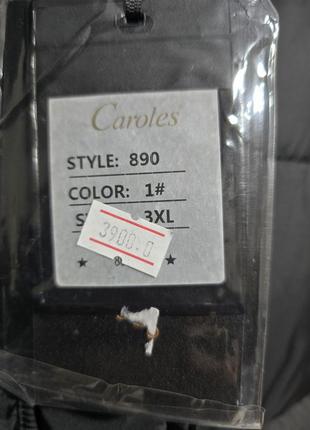 Caroles
STYLE: 890
COLOR: 1#
3XL
3900.0